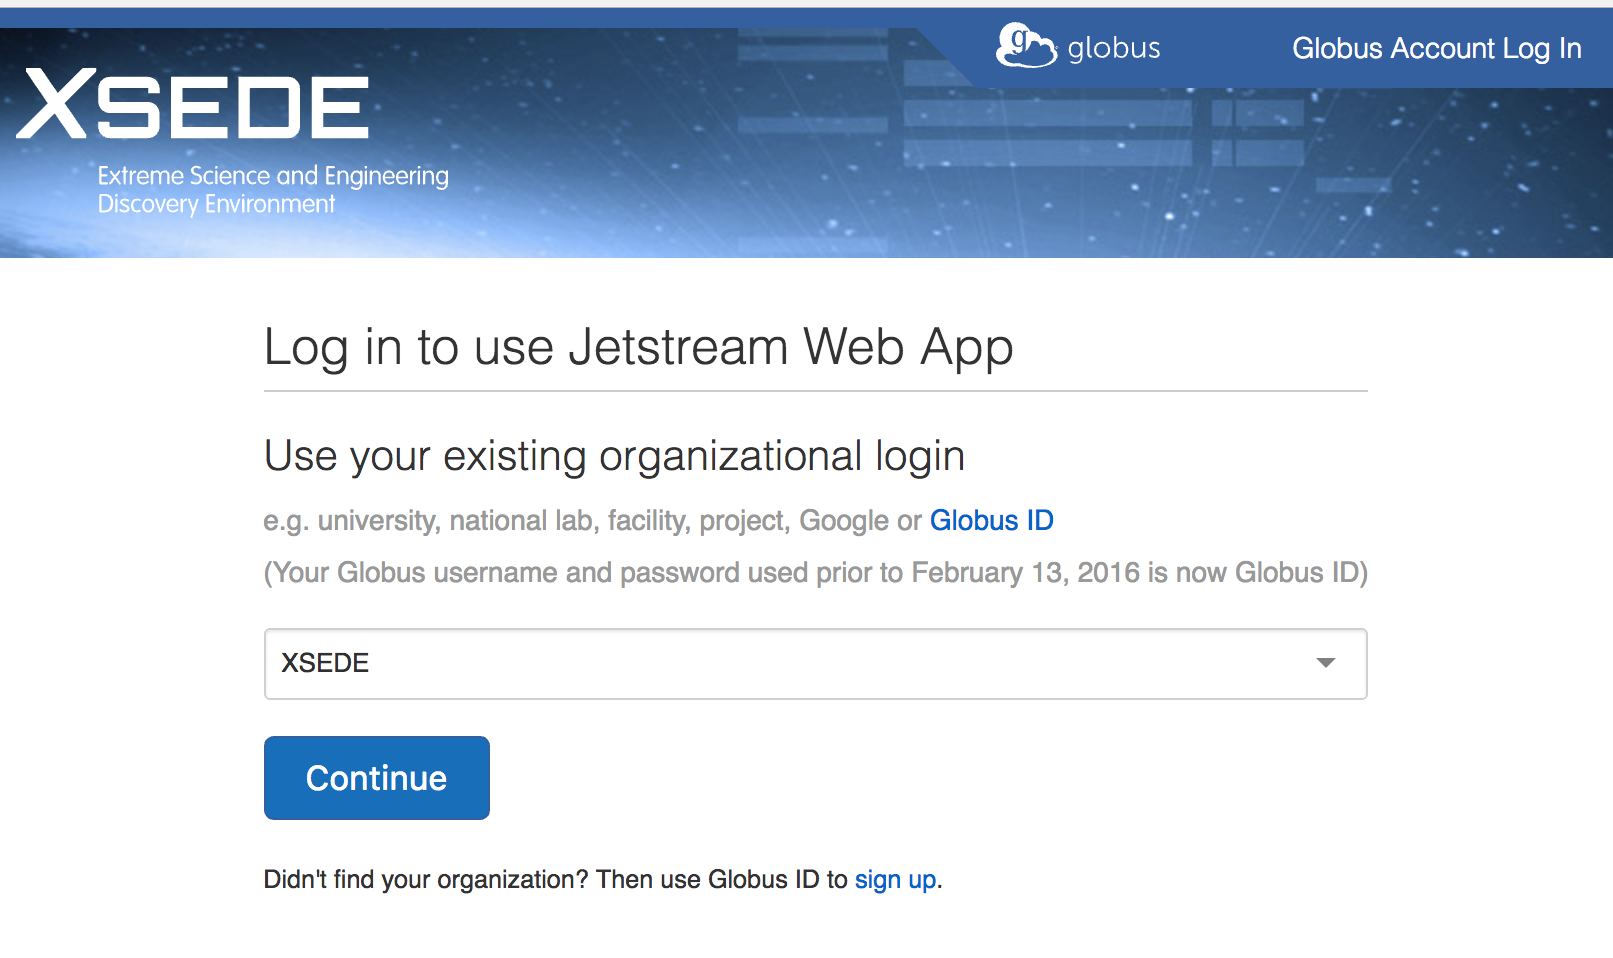 globus
Globus Account Log In
XSEDE
Extreme Science and Engineering
Discovery Environment
Log in to use Jetstream Web App
Use your existing organizational login
e.g. university, national lab, facility, project, Google or Globus ID
(Your Globus username and password used prior to February 13, 2016 is now Globus ID)
XSEDE
Continue
Didn't find your organization? Then use Globus ID to sign up.